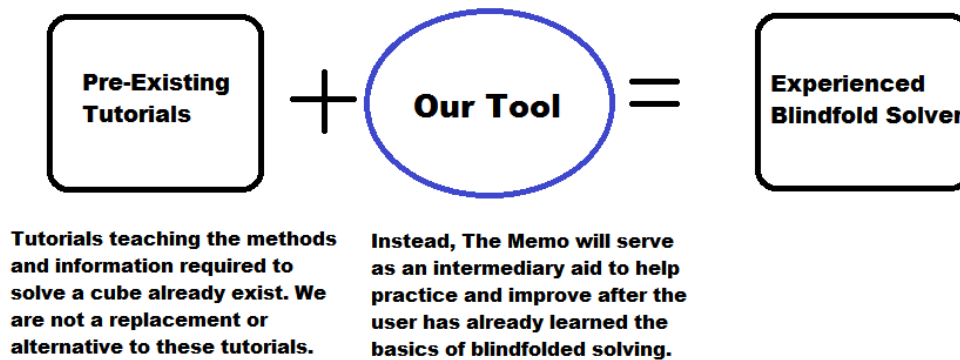 Pre-Existing
Tutorials
+
Our Tool
=
Experienced
Blindfold Solver
Tutorials teaching the methods
and information required to
solve a cube already exist. We
are not a replacement or
alternative to these tutorials.
Instead, The Memo will serve
as an intermediary aid to help
practice and improve after the
user has already learned the
basics of blindfolded solving.